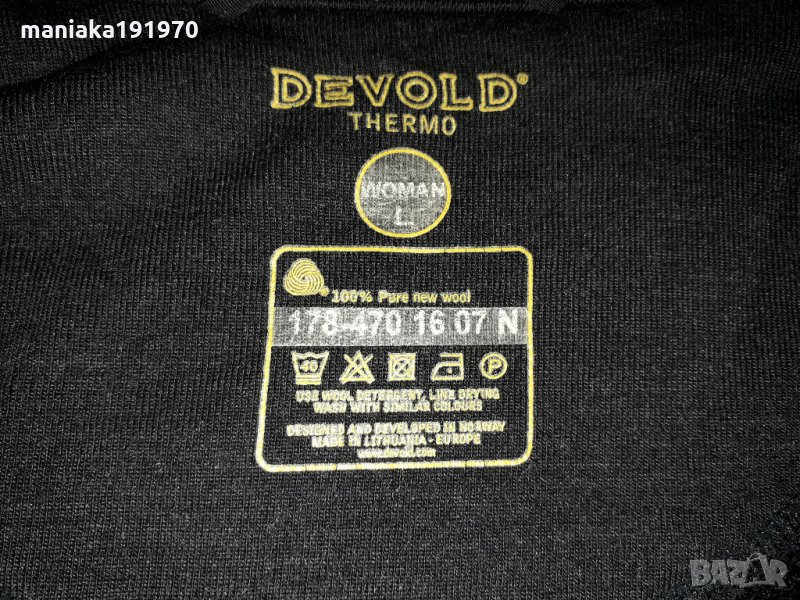 maniaka191970
DEVOLD®
THERMO
WOMAN
L
100% Pure new wool
178-470 16 07 N
40 P
USE WOOL DETERGENT, LINE DRYING
WASH WITH SIMILAR COLOURS
DESIGNED AND DEVELOPED IN NORWAY
MADE IN LITHUANIA - EUROPE
www.devold.com
BAZAR